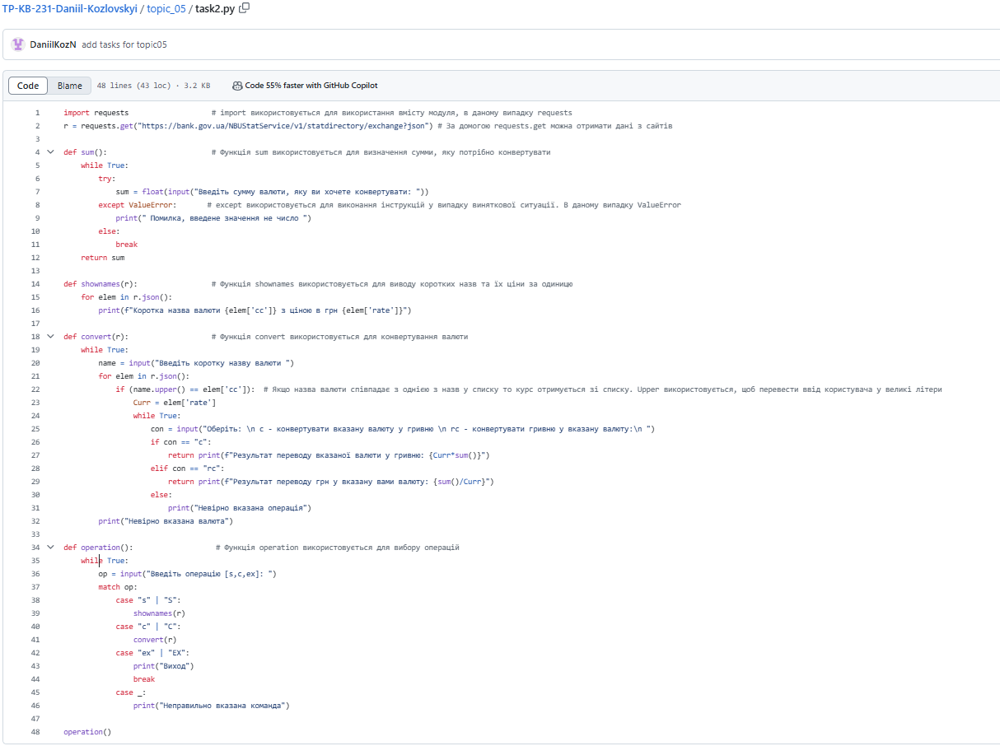 TP-KB-231-Daniil-Kozlovskyi / topic_05 / task2.py
DaniilKozN add tasks for topic05
Code Blame 48 lines (43 loc) · 3.2 KB Code 55% faster with GitHub Copilot
1 import requests # import використовується для використання вмісту модуля, в даному випадку requests
2 r = requests.get("https://bank.gov.ua/NBUStatService/v1/statdirectory/exchange?json") # За домогою requests.get можна отримати дані з сайтів
3
4 def sum(): # Функція sum використовується для визначення сумми, яку потрібно конвертувати
5 while True:
6 try:
7 sum = float(input("Введіть сумму валюти, яку ви хочете конвертувати: "))
8 except ValueError: # except використовується для виконання інструкцій у випадку виняткової ситуації. В даному випадку ValueError
9 print(" Помилка, введене значення не число ")
10 else:
11 break
12 return sum
13
14 def shownames(r): # Функція shownames використовується для виводу коротких назв та їх ціни за одиницю
15 for elem in r.json():
16 print(f"Коротка назва валюти {elem['cc']} з ціною в грн {elem['rate']}")
17
18 def convert(r): # Функція convert використовується для конвертування валюти
19 while True:
20 name = input("Введіть коротку назву валюти ")
21 for elem in r.json():
22 if (name.upper() == elem['cc']): # Якщо назва валюти співпадає з однією з назв у списку то курс отримується зі списку. Upper використовується, щоб перевести ввід користувача у великі літери
23 Curr = elem['rate']
24 while True:
25 con = input("Оберіть: \n c - конвертувати вказану валюту у гривню \n rc - конвертувати гривню у вказану валюту:\n ")
26 if con == "c":
27 return print(f"Результат переводу вказаної валюти у гривню: {Curr*sum()}")
28 elif con == "rc":
29 return print(f"Результат переводу грн у вказану вами валюту: {sum()/Curr}")
30 else:
31 print("Невірно вказана операція")
32 print("Невірно вказана валюта")
33
34 def operation(): # Функція operation використовується для вибору операцій
35 while True:
36 op = input("Введіть операцію [s,c,ex]: ")
37 match op:
38 case "s" | "S":
39 shownames(r)
40 case "c" | "C":
41 convert(r)
42 case "ex" | "EX":
43 print("Виход")
44 break
45 case _:
46 print("Неправильно вказана команда")
47
48 operation()